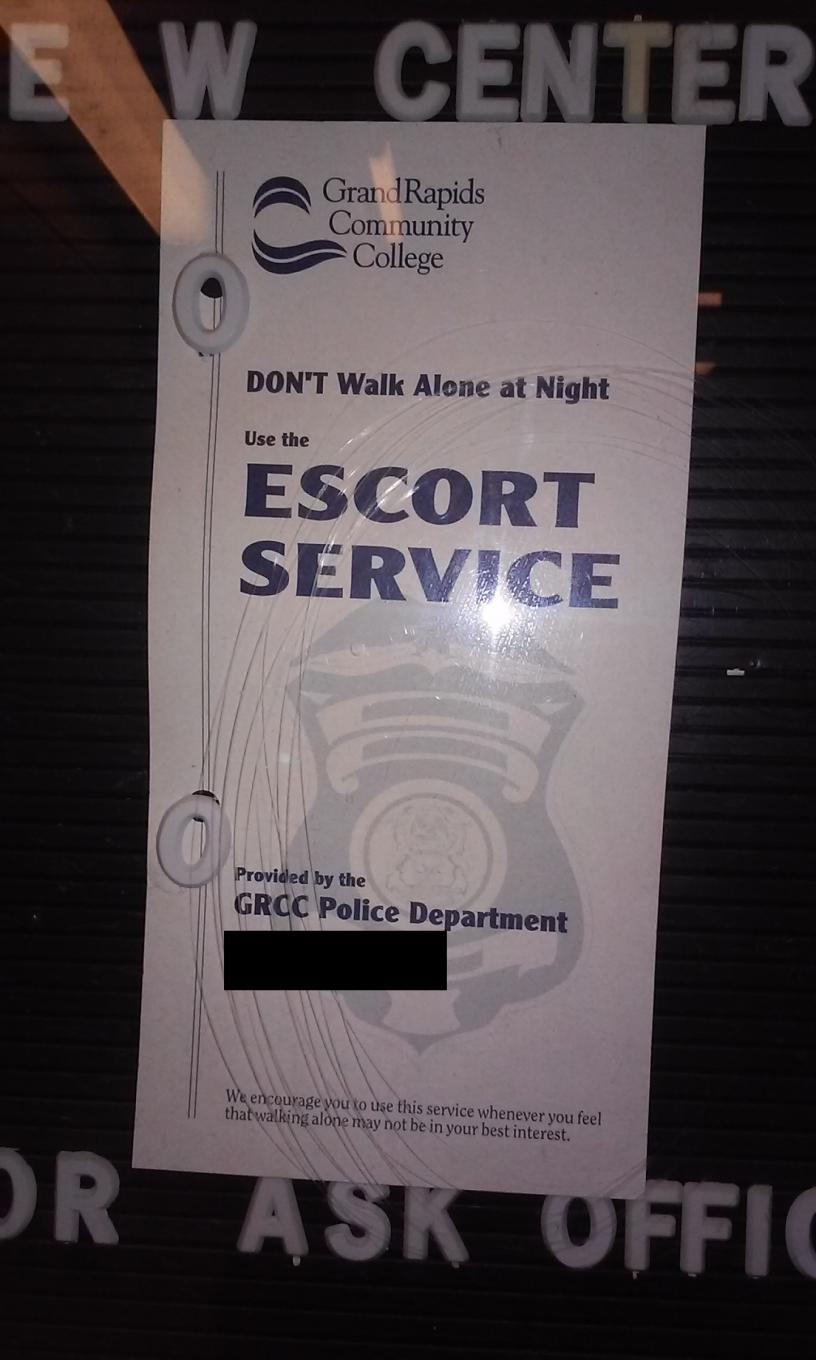 E W CENTER
Grand Rapids
Community
College
DON'T Walk Alone at Night
Use the
ESCORT
SERVICE
Provided by the
GRCC Police Department
We encourage you to use this service whenever you feel
that walking alone may not be in your best interest.
OR ASK OFFIC